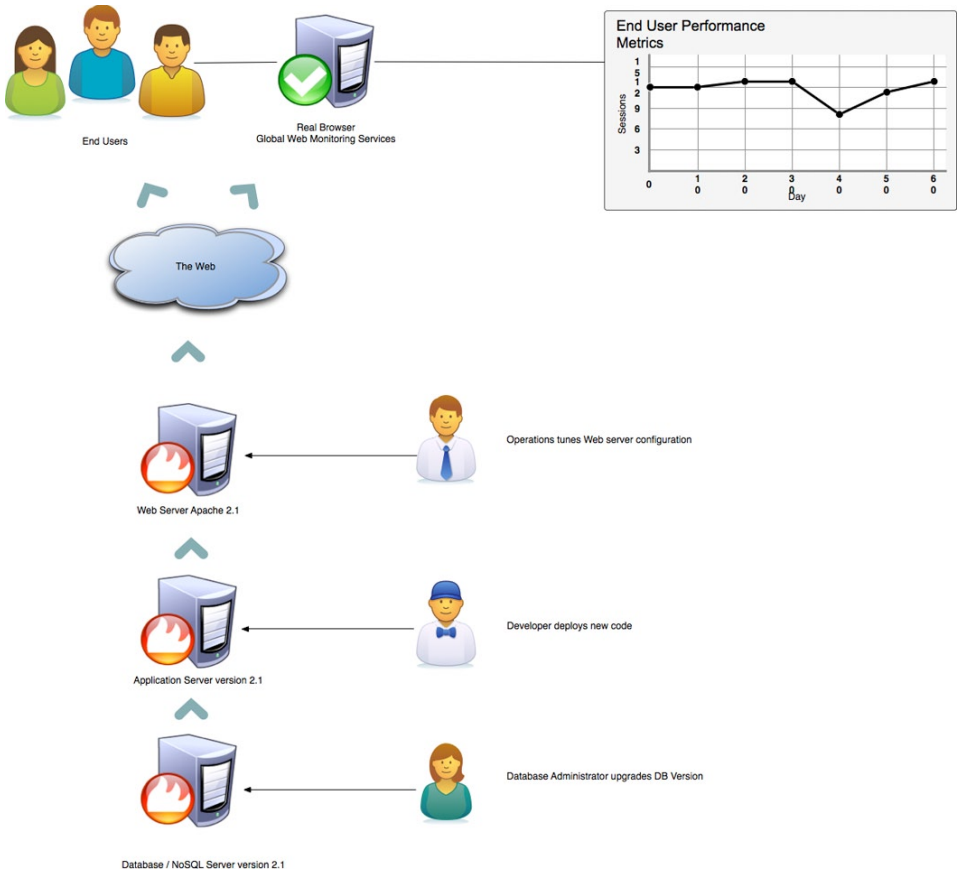 End User Performance
Metrics
1
5
1
2
9
6
3
Sessions
0
1
0
2
0
3
0
4
0
5
0
6
0
Day
End Users
Real Browser
Global Web Monitoring Services
The Web
Operations tunes Web server configuration
Web Server Apache 2.1
Developer deploys new code
Application Server version 2.1
Database Administrator upgrades DB Version
Database / NoSQL Server version 2.1